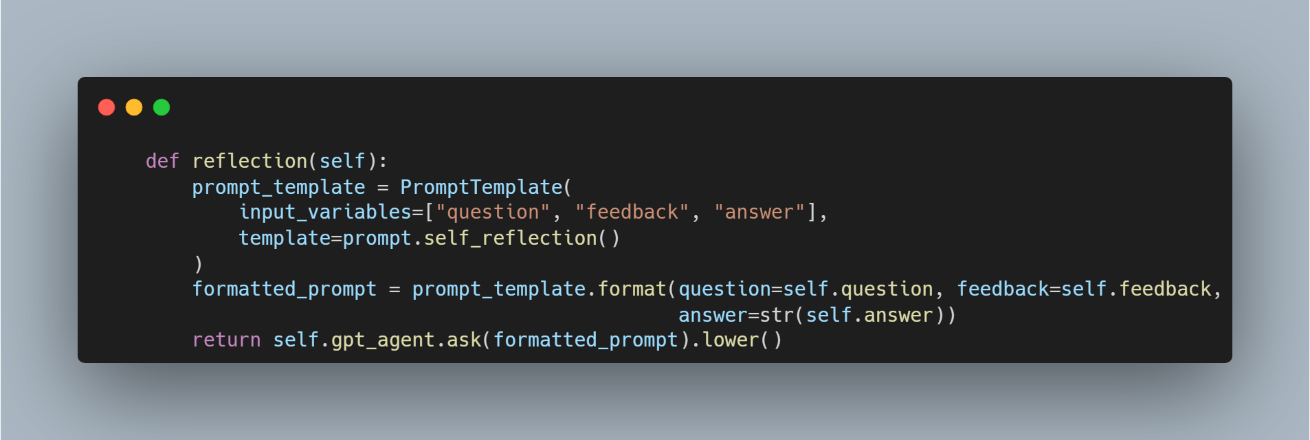 def reflection(self):
    prompt_template = PromptTemplate(
        input_variables=["question", "feedback", "answer"],
        template=prompt.self_reflection()
    )
    formatted_prompt = prompt_template.format(question=self.question, feedback=self.feedback,
                                              answer=str(self.answer))
    return self.gpt_agent.ask(formatted_prompt).lower()